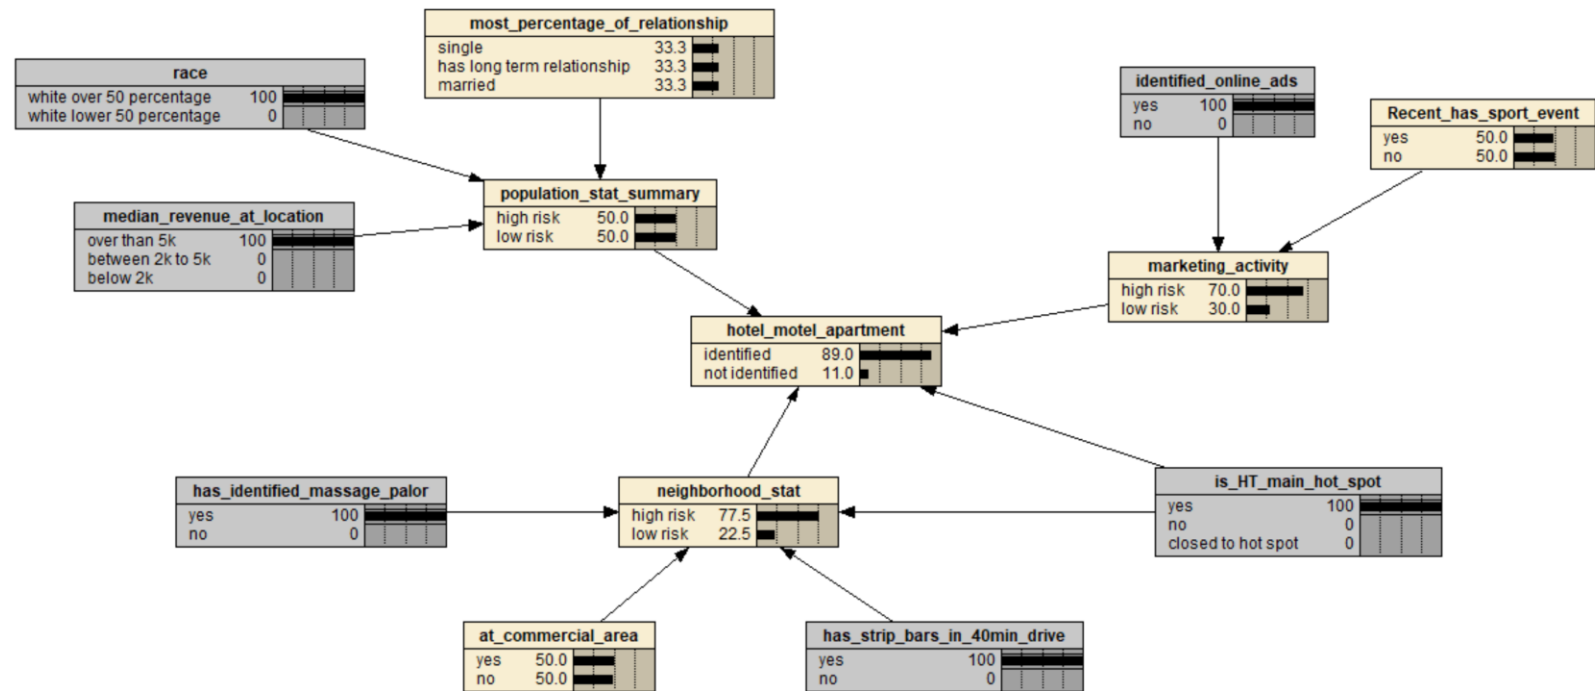 most_percentage_of_relationship
single 33.3
has long term relationship 33.3
married 33.3
race
white over 50 percentage 100
white lower 50 percentage 0
identified_online_ads
yes 100
no 0
Recent_has_sport_event
yes 50.0
no 50.0
population_stat_summary
high risk 50.0
low risk 50.0
median_revenue_at_location
over than 5k 100
between 2k to 5k 0
below 2k 0
marketing_activity
high risk 70.0
low risk 30.0
hotel_motel_apartment
identified 89.0
not identified 11.0
has_identified_massage_palor
yes 100
no 0
neighborhood_stat
high risk 77.5
low risk 22.5
is_HT_main_hot_spot
yes 100
no 0
closed to hot spot 0
at_commercial_area
yes 50.0
no 50.0
has_strip_bars_in_40min_drive
yes 100
no 0